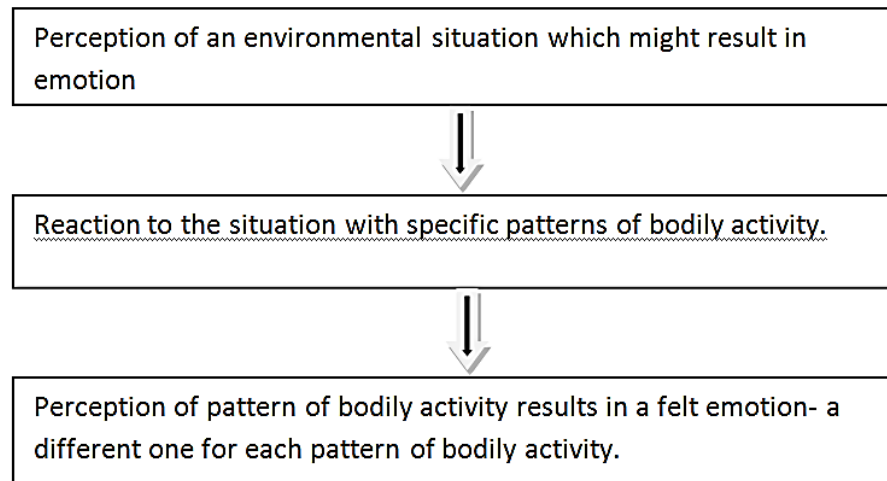 Perception of an environmental situation which might result in
emotion
Reaction to the situation with specific patterns of bodily activity.
Perception of pattern of bodily activity results in a felt emotion- a
different one for each pattern of bodily activity.